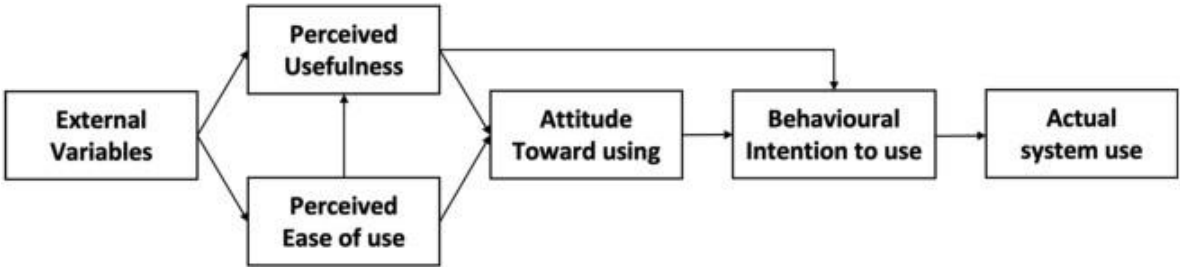 Perceived
Usefulness
External
Variables
Attitude
Toward using
Behavioural
Intention to use
Actual
system use
Perceived
Ease of use